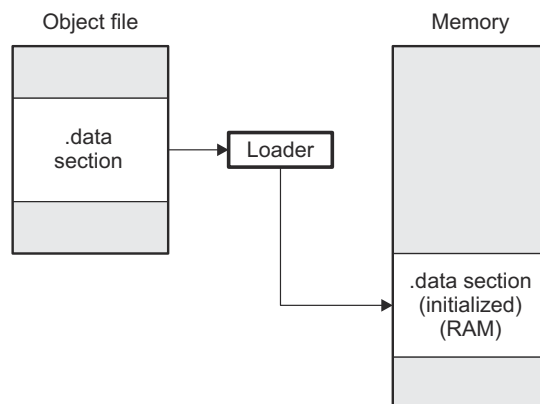 Object file
Memory
.data
section
Loader
.data section
(initialized)
(RAM)